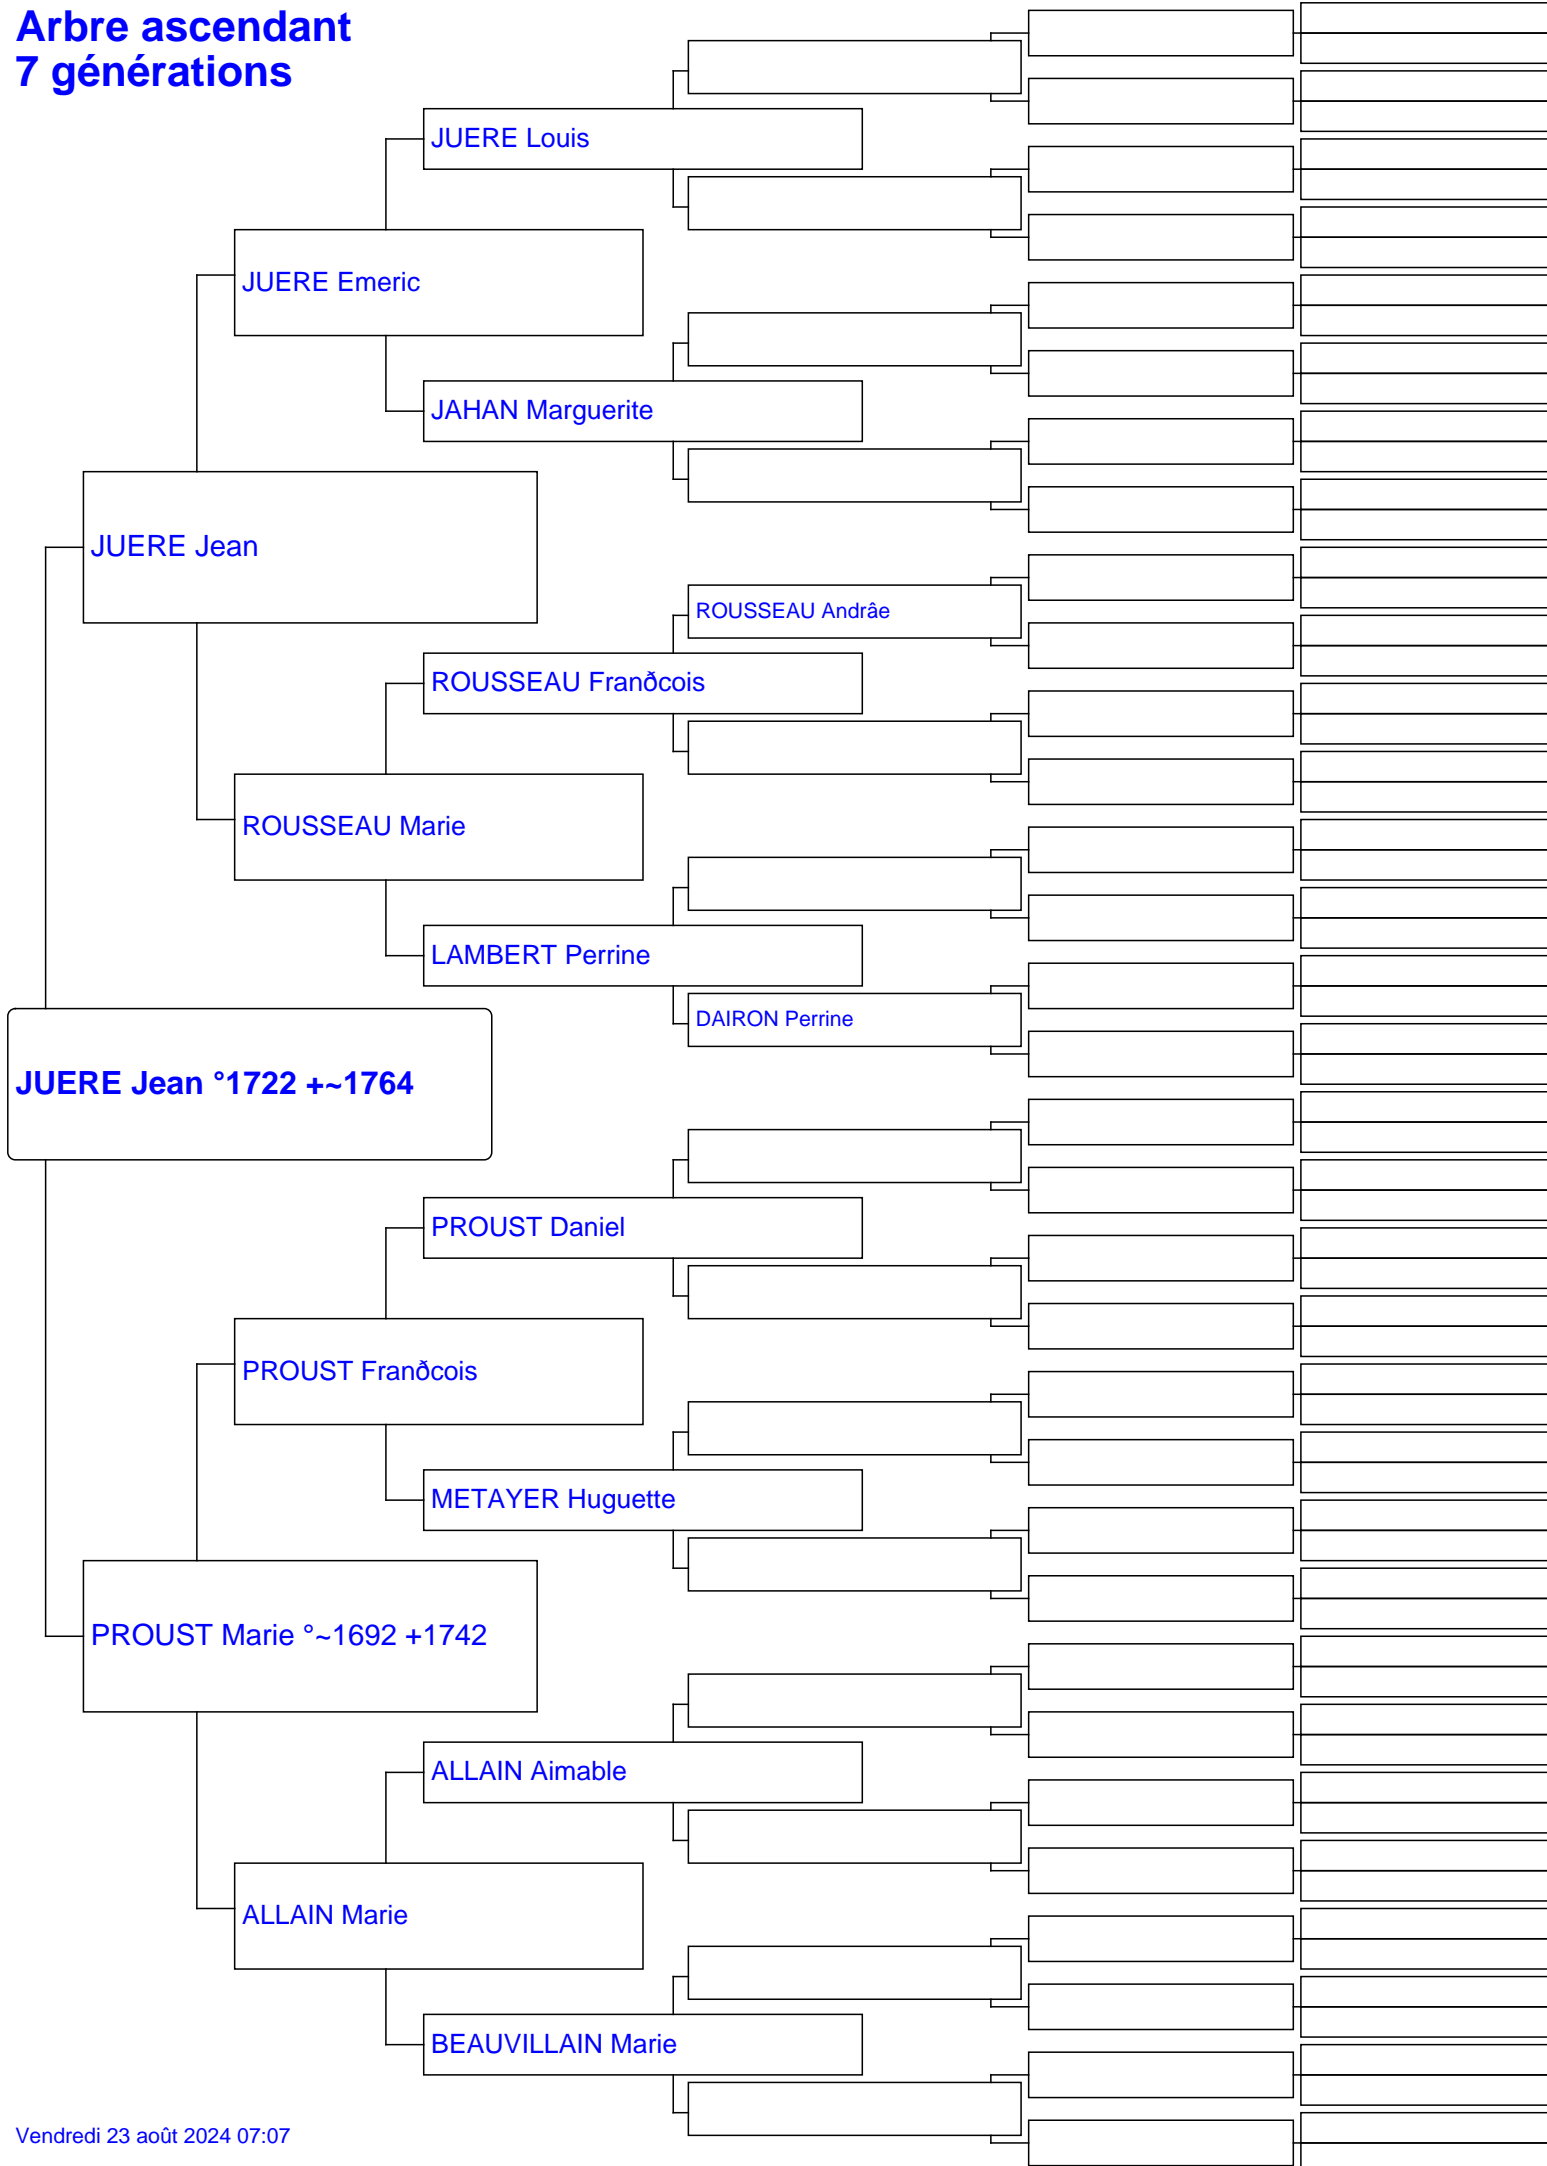 Arbre ascendant
7 générations
JUERE Louis
JUERE Emeric
JAHAN Marguerite
JUERE Jean
ROUSSEAU Andrâe
ROUSSEAU Franðcois
ROUSSEAU Marie
LAMBERT Perrine
DAIRON Perrine
JUERE Jean °1722 +~1764
PROUST Daniel
PROUST Franðcois
METAYER Huguette
PROUST Marie °~1692 +1742
ALLAIN Aimable
ALLAIN Marie
BEAUVILLAIN Marie
Vendredi 23 août 2024 07:07